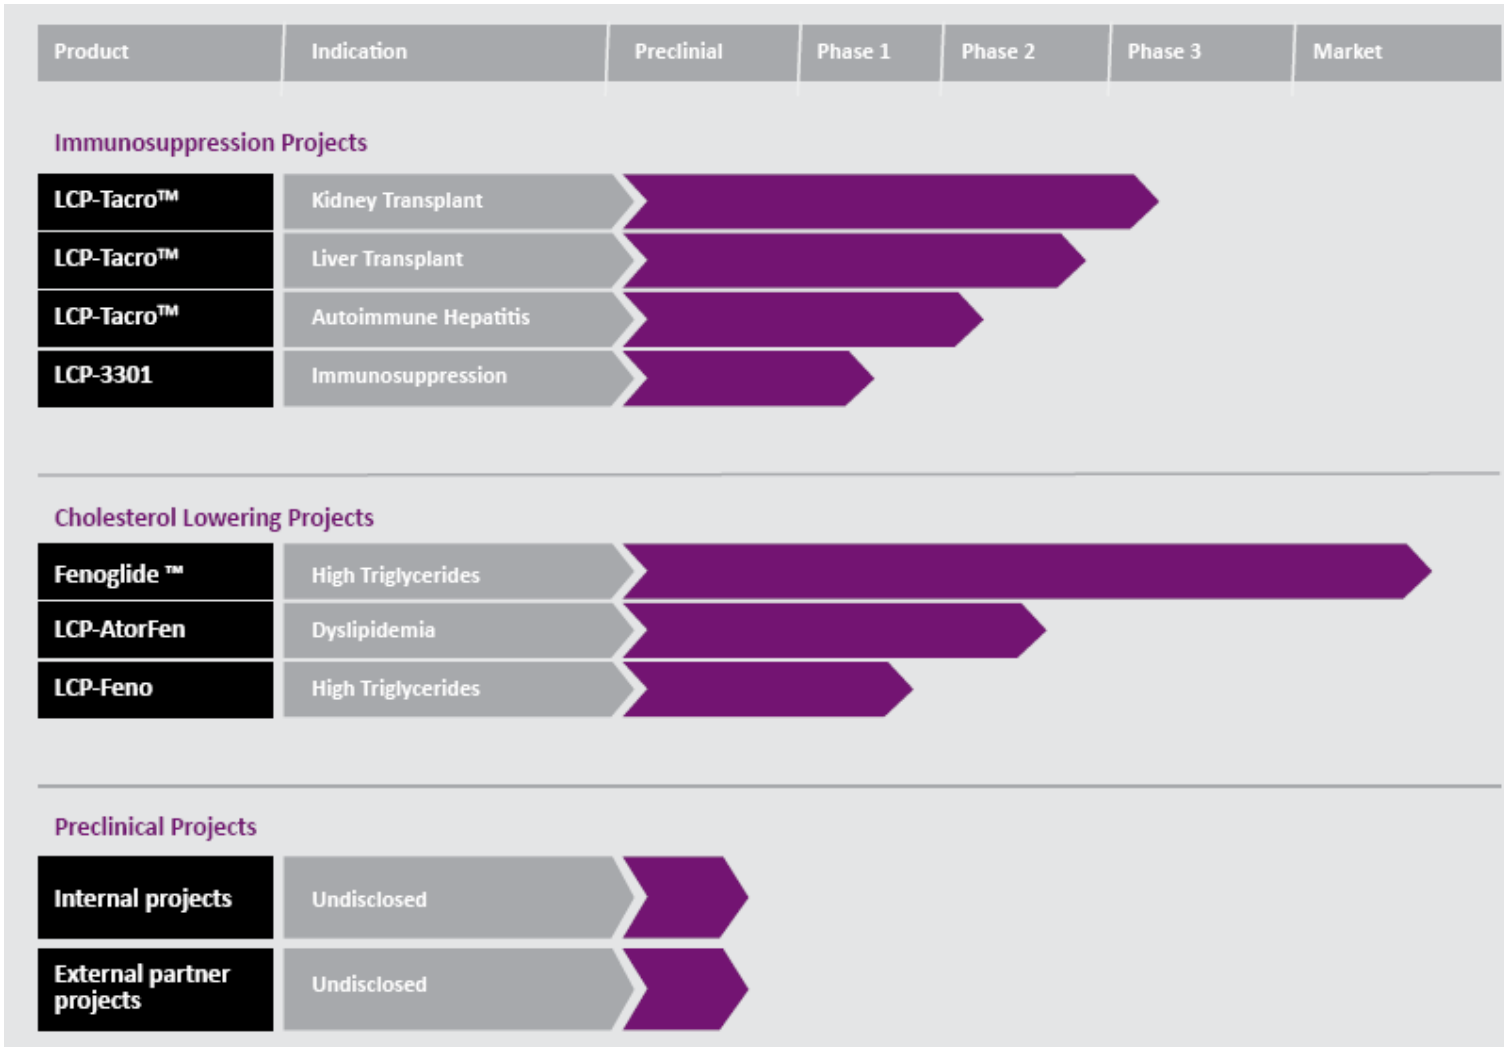 Product Indication Preclinial Phase 1 Phase 2 Phase 3 Market
Immunosuppression Projects
LCP-Tacro™ Kidney Transplant
LCP-Tacro™ Liver Transplant
LCP-Tacro™ Autoimmune Hepatitis
LCP-3301 Immunosuppression
Cholesterol Lowering Projects
Fenoglide ™ High Triglycerides
LCP-AtorFen Dyslipidemia
LCP-Feno High Triglycerides
Preclinical Projects
Internal projects Undisclosed
External partner
projects Undisclosed